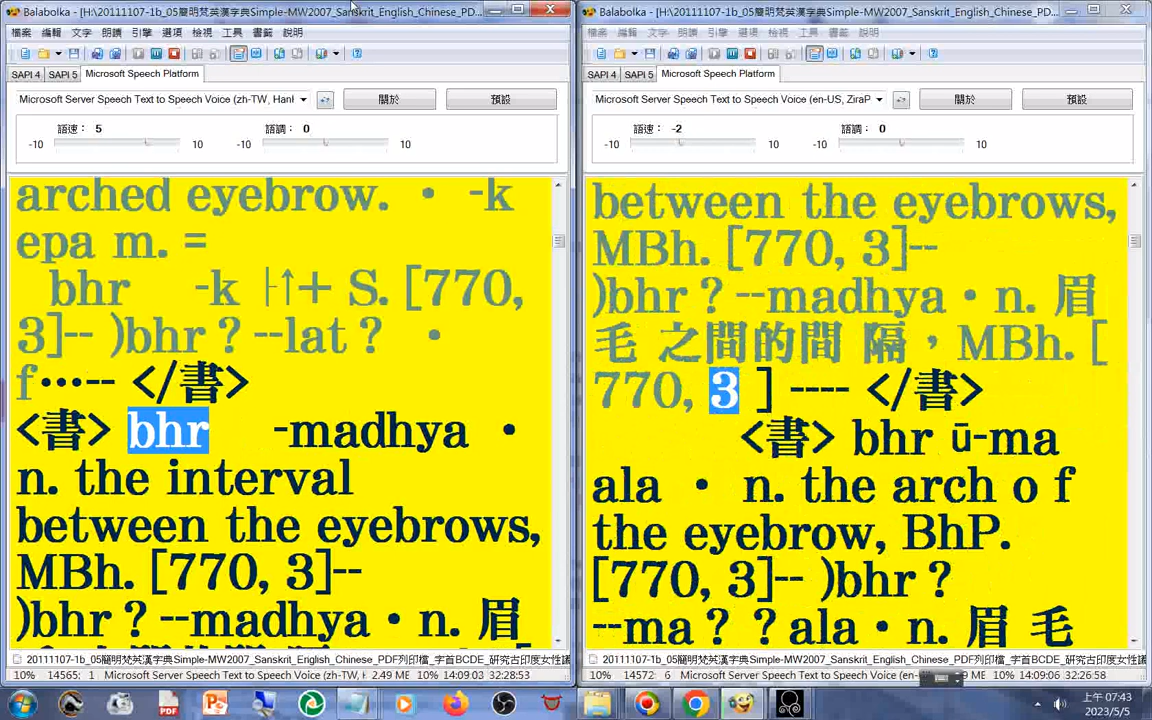 Balabolka - [H:\20111107-1b_05簡明梵英漢字典Simple-MW2007_Sanskrit_English_Chinese_PD...
檔案 編輯 文字 朗讀 引擎 選項 檢視 工具 書籤 說明
SAPI 4 SAPI 5 Microsoft Speech Platform
Microsoft Server Speech Text to Speech Voice (zh-TW, Hanl 關於 預設
語速： 5 語調： 0
-10 10 -10 10
arched eyebrow. • -k
epa m. =
bhr -k ├↑┼ S. [770,
3]-- )bhr？--lat？ •
f…-- </書>
<書> bhr -madhya •
n. the interval
between the eyebrows,
MBh. [770, 3]--
)bhr？--madhya•n. 眉
20111107-1b_05簡明梵英漢字典Simple-MW2007_Sanskrit_English_Chinese_PDF列印檔_字首BCDE_研究古印度女性議
14565: 1 Microsoft Server Speech Text to Speech Voice (zh-TW, H 2.49 MB 10% 14:09:03 32:28:53
Balabolka - [H:\20111107-1b_05簡明梵英漢字典Simple-MW2007_Sanskrit_English_Chinese_PD...
檔案 編輯 文字 朗讀 引擎 選項 檢視 工具 書籤 說明
SAPI 4 SAPI 5 Microsoft Speech Platform
Microsoft Server Speech Text to Speech Voice (en-US, ZiraP 關於 預設
語速： -2 語調： 0
-10 10 -10 10
between the eyebrows,
MBh. [770, 3]--
)bhr？--madhya•n. 眉
毛 之間的間 隔，MBh. [
770, 3 ] ---- </書>
<書> bhr ū-ma
ala • n. the arch o f
the eyebrow, BhP.
[770, 3]-- )bhr？
--ma？？ala•n. 眉 毛
20111107-1b_05簡明梵英漢字典Simple-MW2007_Sanskrit_English_Chinese_PDF列印檔_字首BCDE_研究古印度女性議
10% 14572: 6 Microsoft Server Speech Text to Speech Voice (en-U MB 10% 14:09:06 32:26:58
上午 07:43
2023/5/5